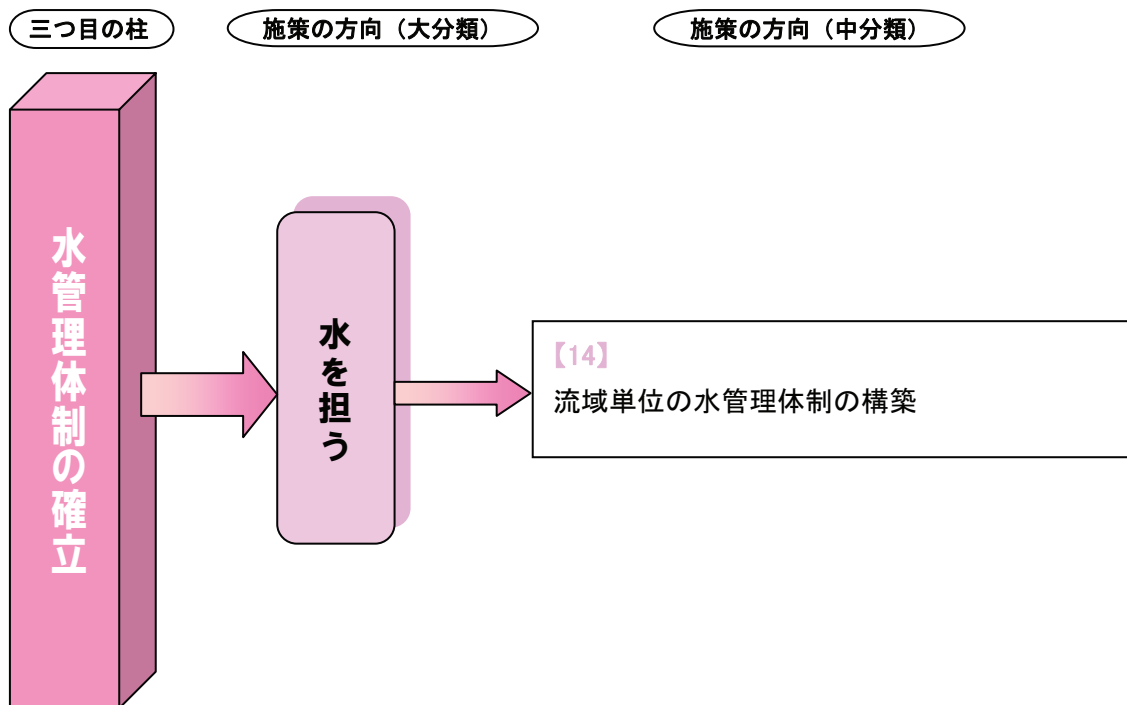 三つ目の柱
施策の方向（大分類）
施策の方向（中分類）
水管理体制の確立
水を担う
【14】
流域単位の水管理体制の構築